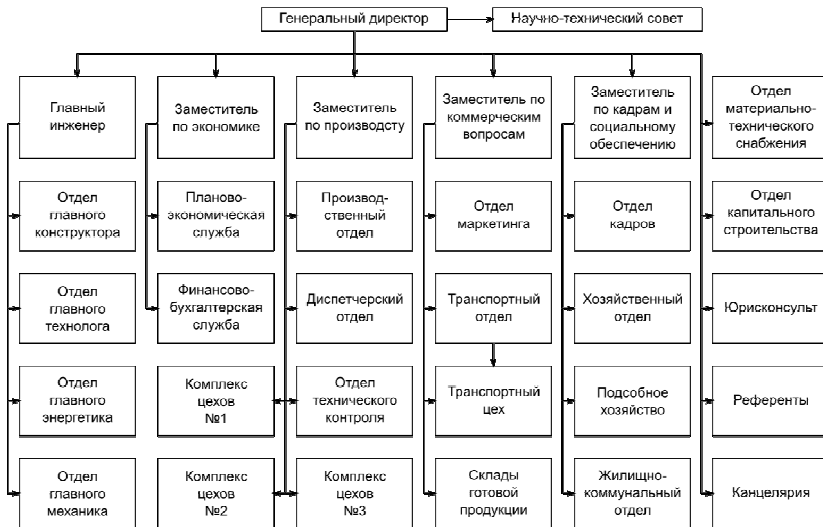 Генеральный директор
Научно-технический совет
Главный
инженер
Заместитель
по экономике
Заместитель
по производсту
Заместитель по
коммерческим
вопросам
Заместитель
по кадрам и
социальному
обеспечению
Отдел
материально-
технического
снабжения
Отдел
главного
конструктора
Планово-
экономическая
служба
Производ-
ственный
отдел
Отдел
маркетинга
Отдел
кадров
Отдел
капитального
строительства
Отдел
главного
технолога
Финансово-
бухгалтерская
служба
Диспетчерский
отдел
Транспортный
отдел
Хозяйственный
отдел
Юрисконсульт
Отдел
главного
энергетика
Комплекс
цехов
№1
Отдел
технического
контроля
Транспортный
цех
Подсобное
хозяйство
Референты
Отдел
главного
механика
Комплекс
цехов
№2
Комплекс
цехов
№3
Склады
готовой
продукции
Жилищно-
коммунальный
отдел
Канцелярия